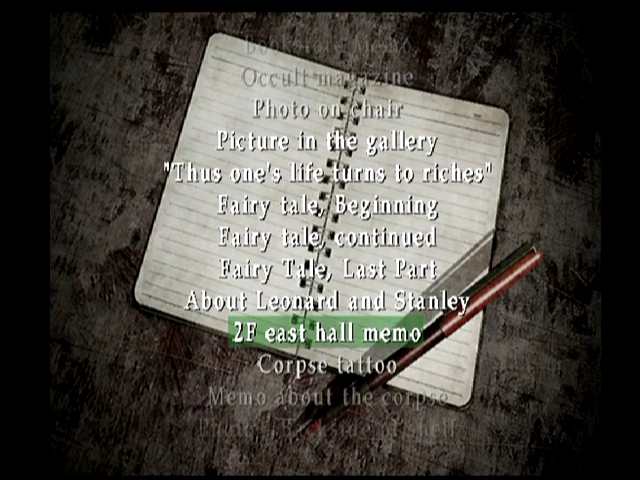 Bookstore Memo
Occult magazine
Photo on chair
Picture in the gallery
"Thus one's life turns to riches"
Fairy tale, Beginning
Fairy tale, continued
Fairy Tale, Last Part
About Leonard and Stanley
2F east hall memo
Corpse tattoo
Memo about the corpse